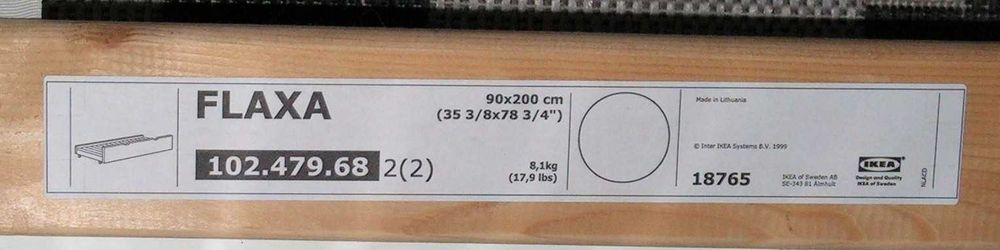 FLAXA
102.479.68 2(2)
90x200 cm
(35 3/8x78 3/4")
8,1kg
(17,9 lbs)
Made in Lithuania
© Inter IKEA Systems B.V. 1999
18765
IKEA of Sweden AB
SE-343 81 Älmhult
IKEA
Design and Quality
IKEA of Sweden